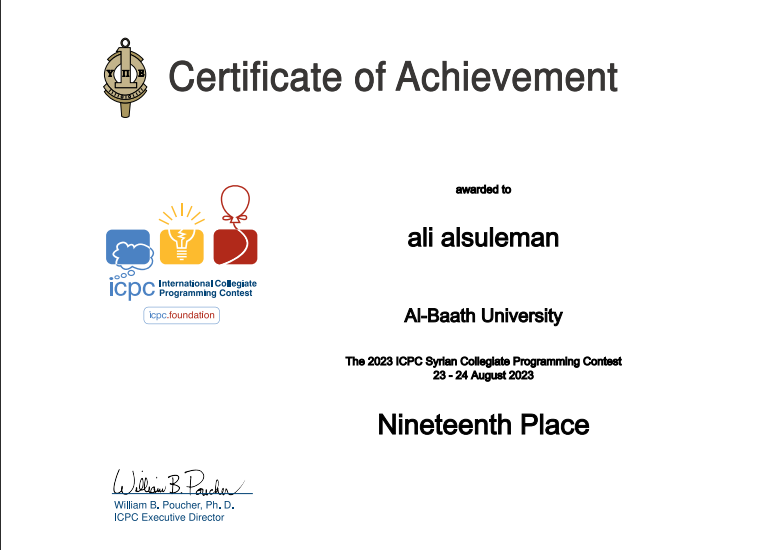 Certificate of Achievement
awarded to
ali alsuleman
Al-Baath University
The 2023 ICPC Syrian Collegiate Programming Contest
23 - 24 August 2023
Nineteenth Place
icpc International Collegiate
Programming Contest
icpc.foundation
William B. Poucher
William B. Poucher, Ph. D.
ICPC Executive Director